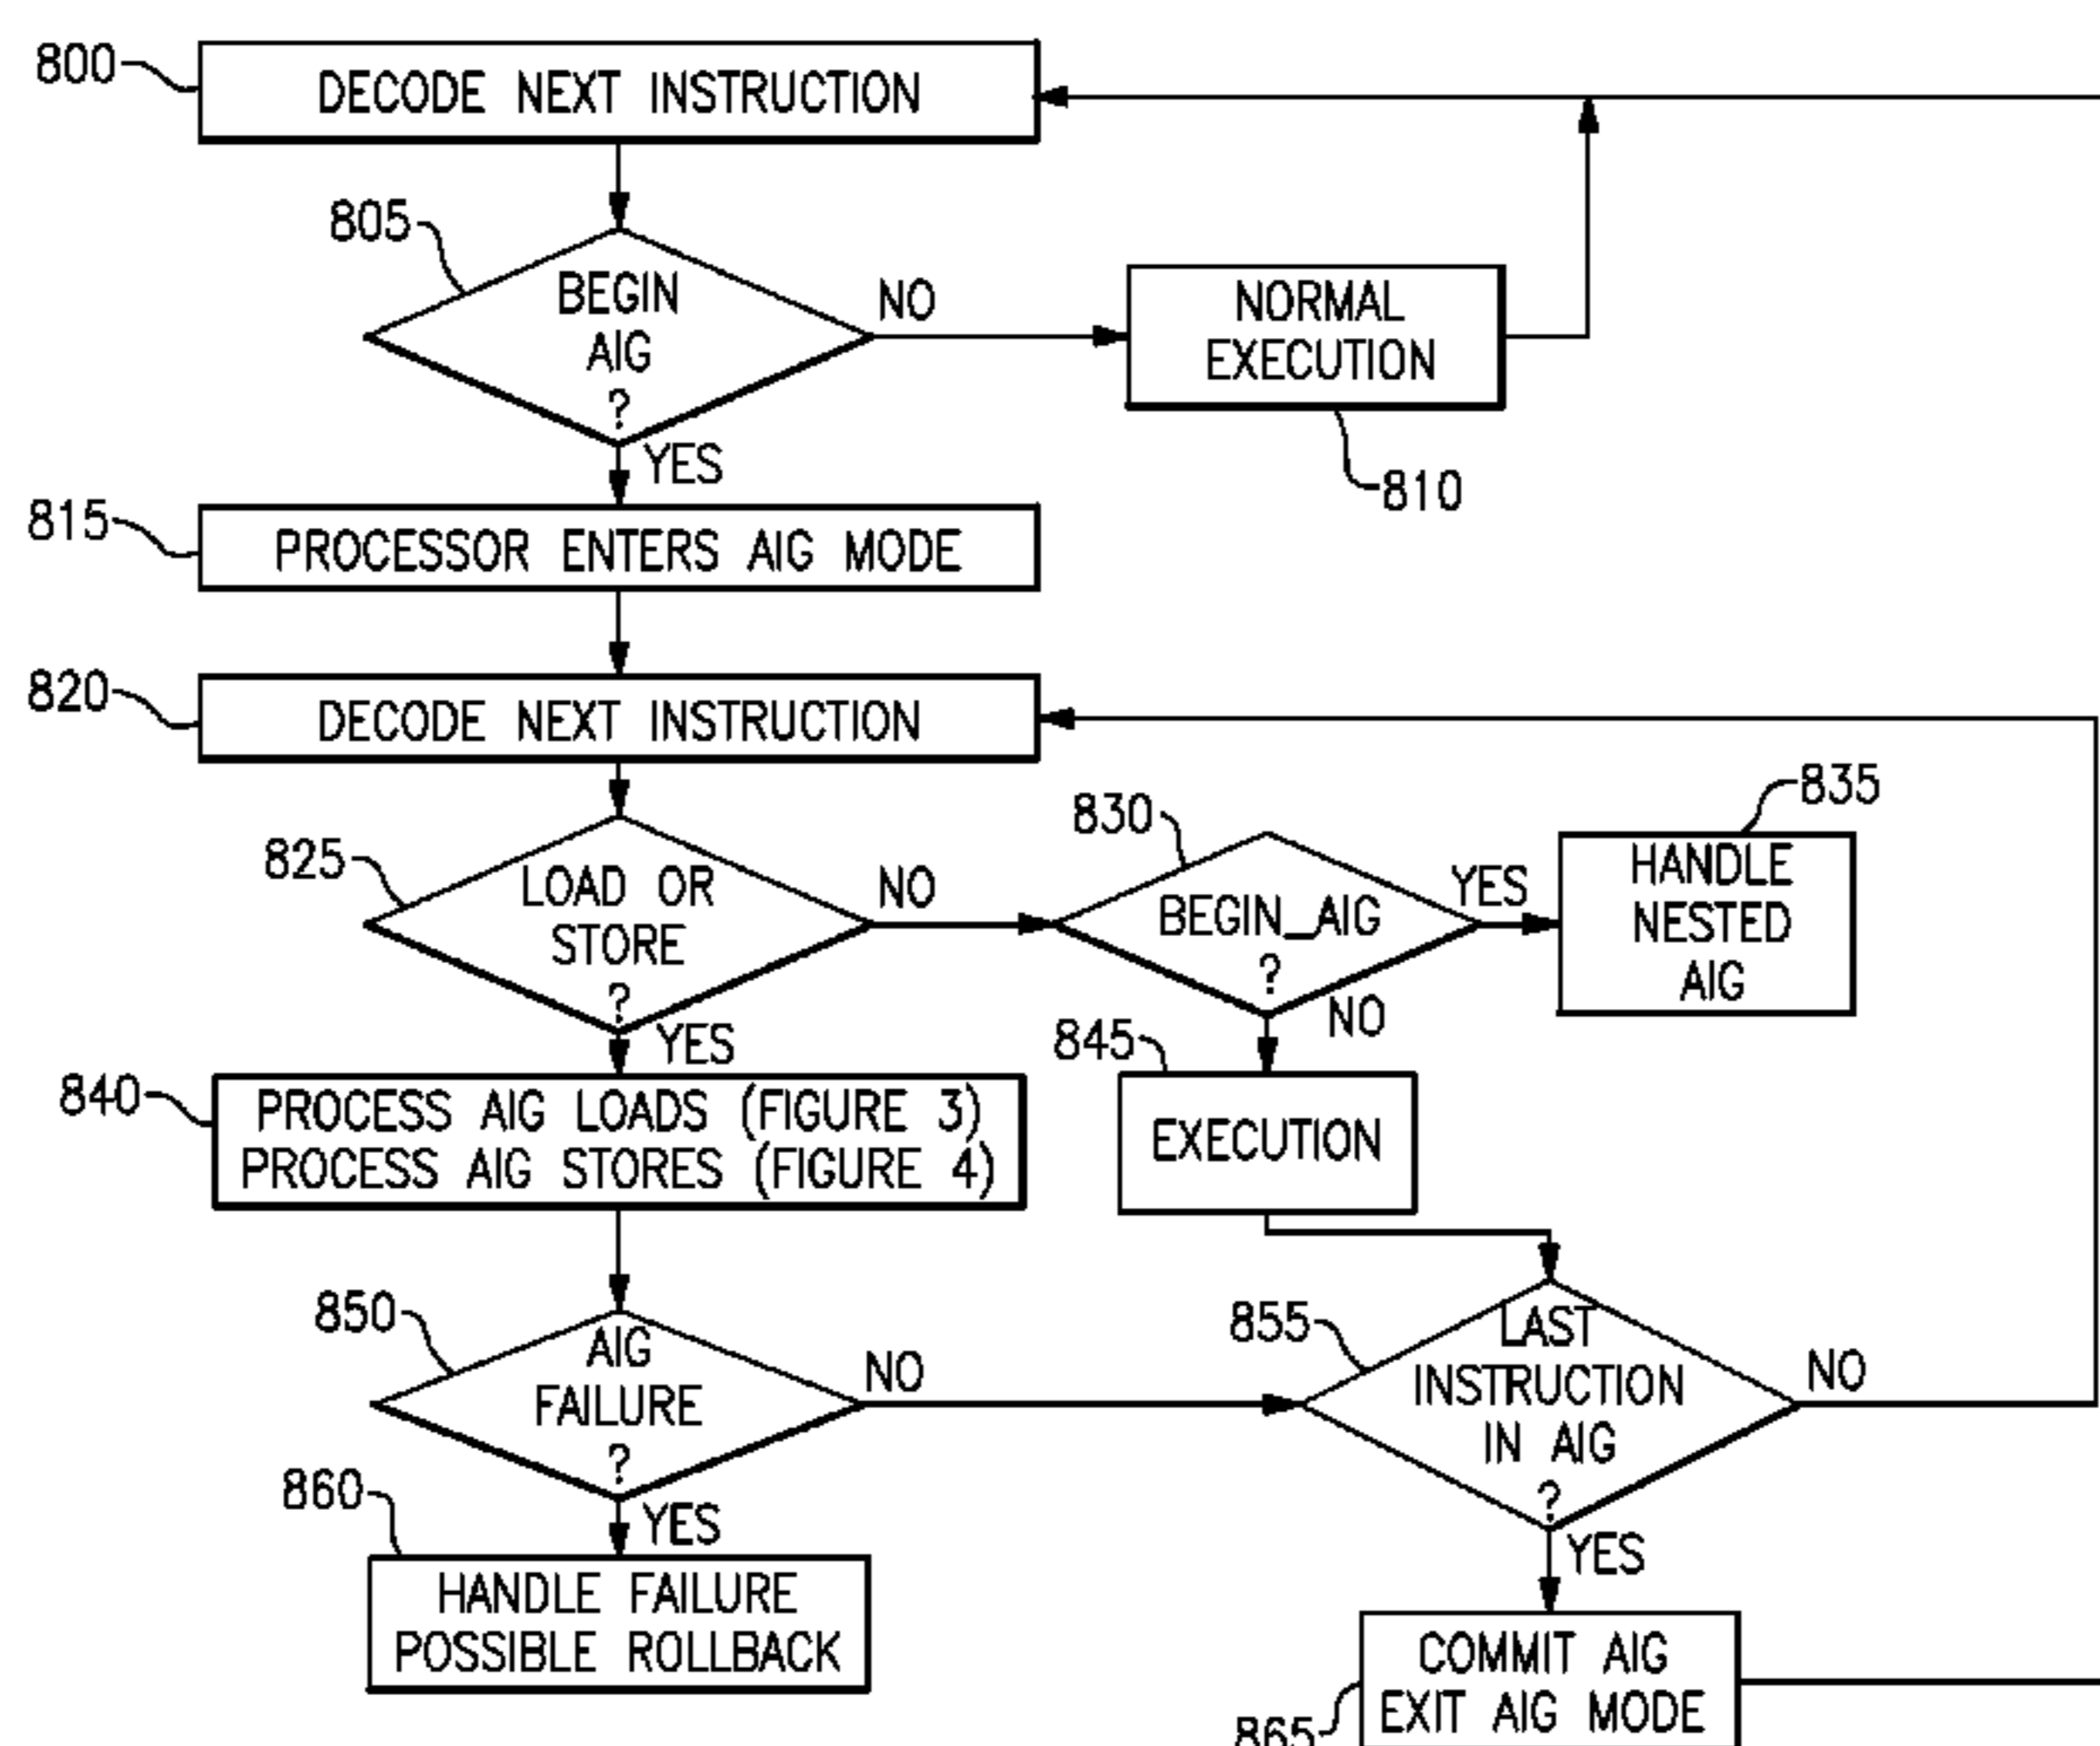 800
DECODE NEXT INSTRUCTION
805
BEGIN
AIG
?
NO
YES
NORMAL
EXECUTION
810
815
PROCESSOR ENTERS AIG MODE
820
DECODE NEXT INSTRUCTION
825
LOAD OR
STORE
?
NO
YES
830
BEGIN_AIG
?
YES
NO
835
HANDLE
NESTED
AIG
840
PROCESS AIG LOADS (FIGURE 3)
PROCESS AIG STORES (FIGURE 4)
845
EXECUTION
850
AIG
FAILURE
?
NO
YES
855
LAST
INSTRUCTION
IN AIG
?
NO
YES
860
HANDLE FAILURE
POSSIBLE ROLLBACK
865
COMMIT AIG
EXIT AIG MODE